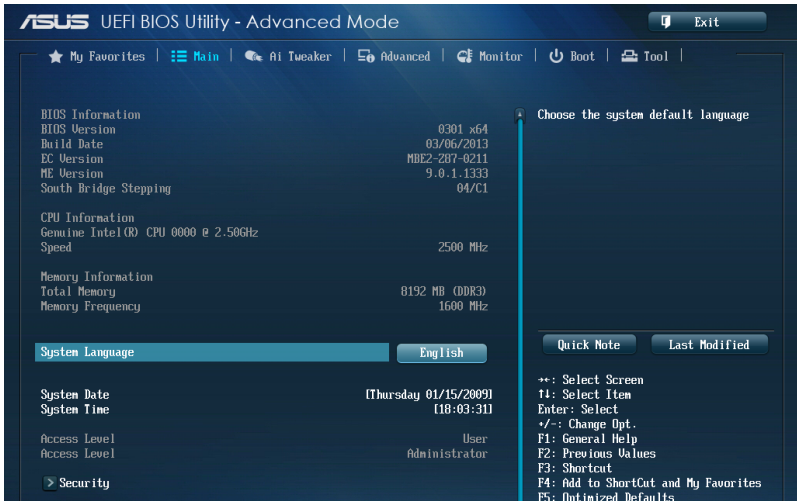 ASUS UEFI BIOS Utility - Advanced Mode
Exit
My Favorites | Main | Ai Tweaker | Advanced | Monitor | Boot | Tool |
BIOS Information
BIOS Version 0301 x64
Build Date 03/06/2013
EC Version MBE2-Z87-0211
ME Version 9.0.1.1333
South Bridge Stepping 04/C1
CPU Information
Genuine Intel(R) CPU 0000 @ 2.50GHz
Speed 2500 MHz
Memory Information
Total Memory 8192 MB (DDR3)
Memory Frequency 1600 MHz
System Language English
System Date [Thursday 01/15/2009]
System Time [18:03:31]
Access Level User
Access Level Administrator
> Security
Choose the system default language
Quick Note Last Modified
→←: Select Screen
↑↓: Select Item
Enter: Select
+/-: Change Opt.
F1: General Help
F2: Previous Values
F3: Shortcut
F4: Add to ShortCut and My Favorites
F5: Optimized Defaults